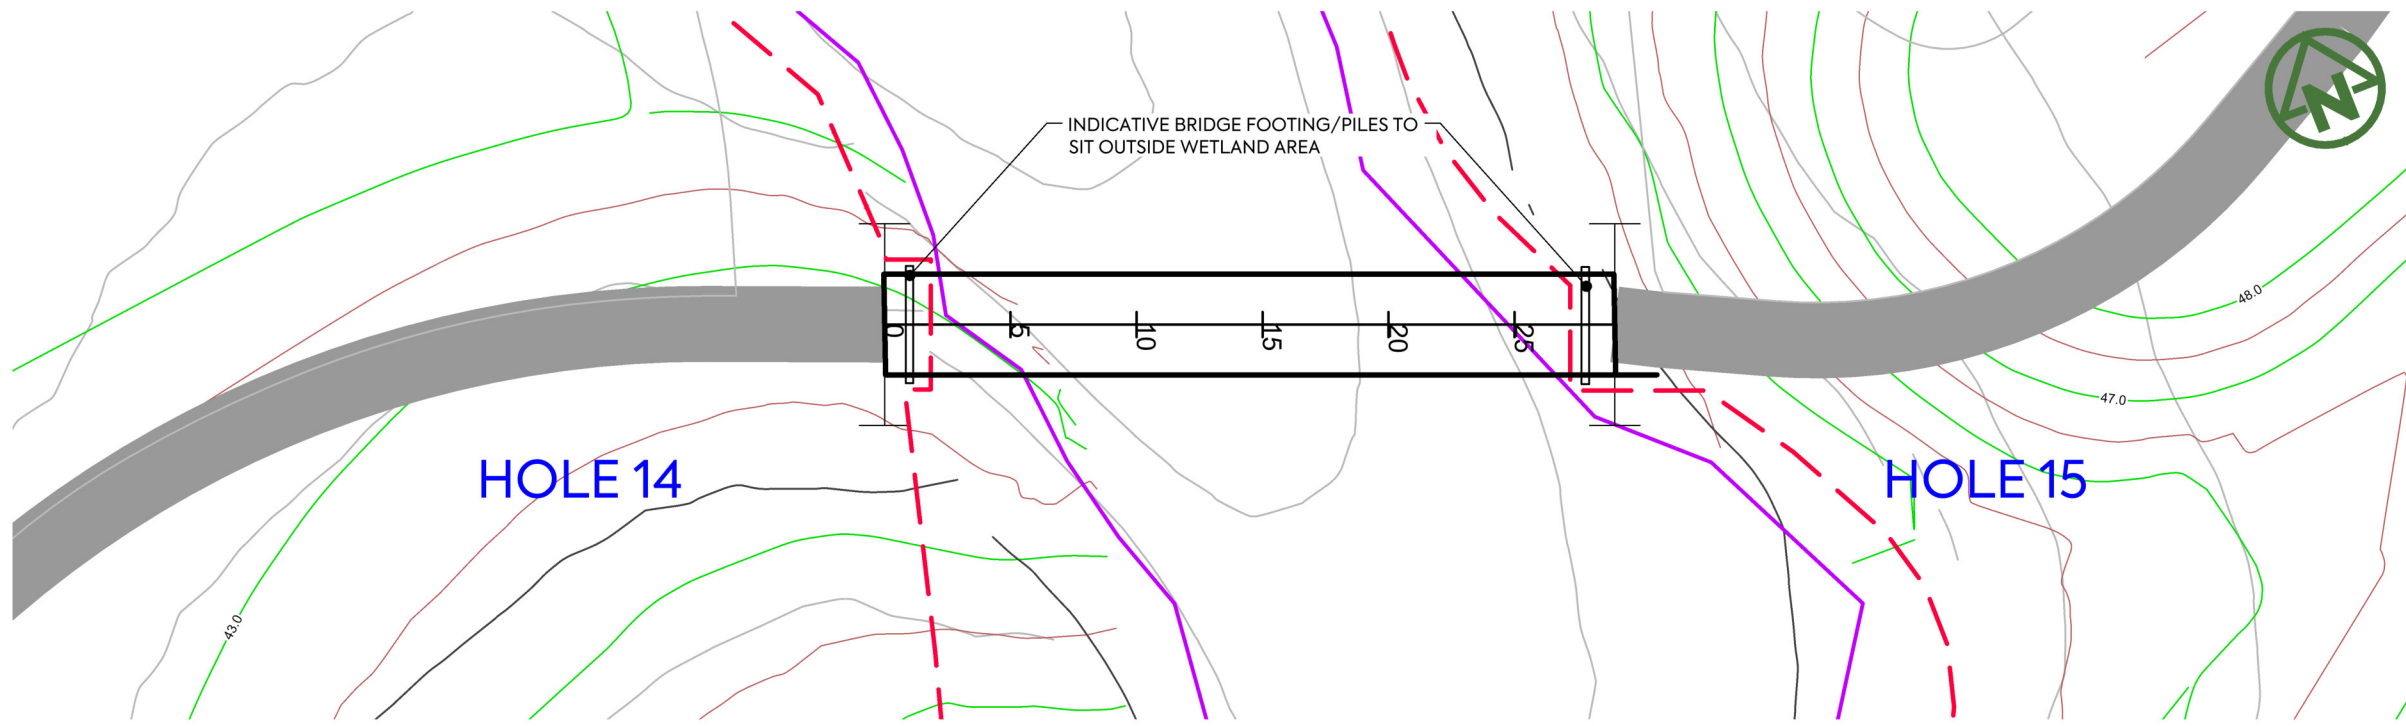 N
INDICATIVE BRIDGE FOOTING/PILES TO
SIT OUTSIDE WETLAND AREA
48.0
0 5 10 15 20 25
47.0
HOLE 14
HOLE 15
43.0